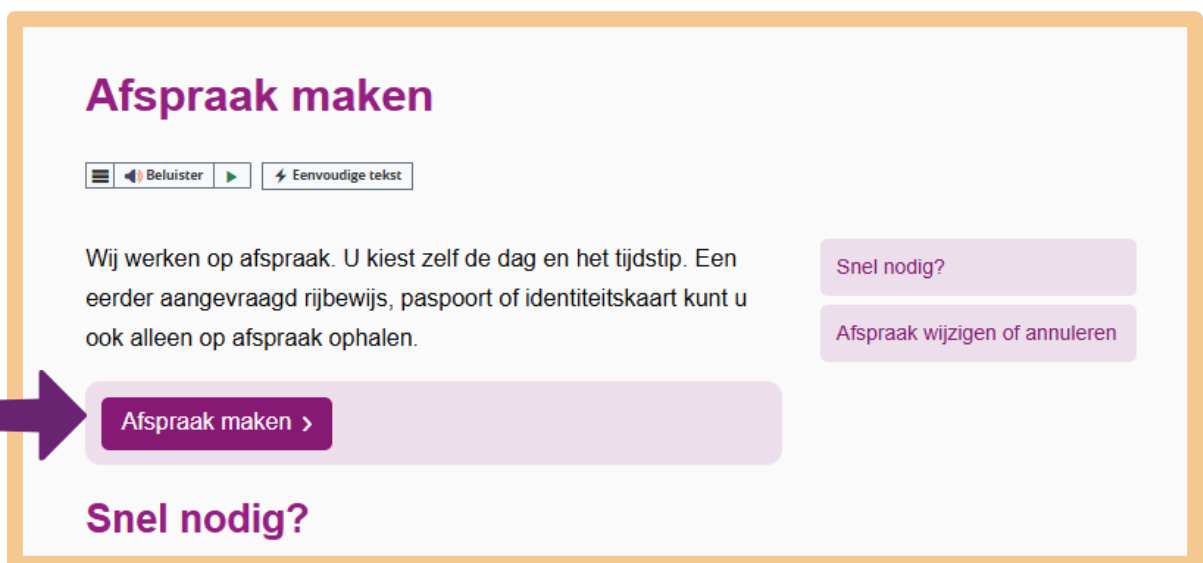 Afspraak maken
Beluister
Eenvoudige tekst
Wij werken op afspraak. U kiest zelf de dag en het tijdstip. Een
eerder aangevraagd rijbewijs, paspoort of identiteitskaart kunt u
ook alleen op afspraak ophalen.
Afspraak maken
Snel nodig?
Snel nodig?
Afspraak wijzigen of annuleren